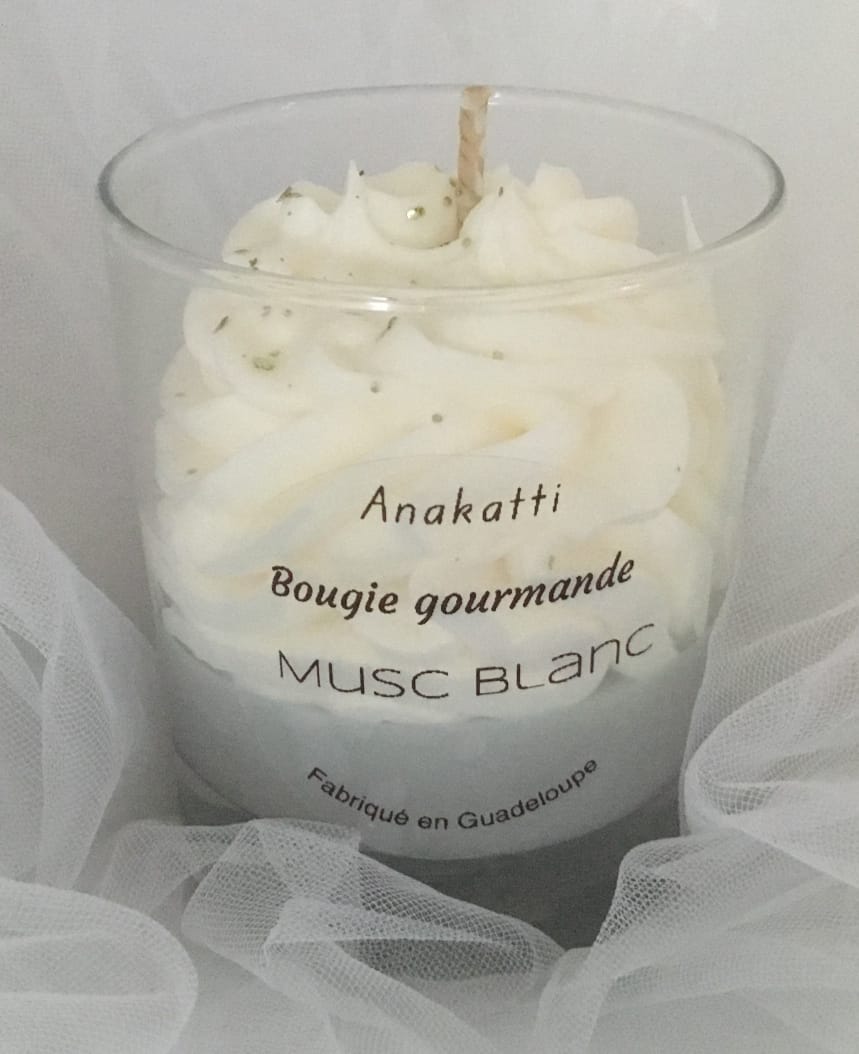 Anakatti
Bougie gourmande
MUSC BLanc
Fabriqué en Guadeloupe